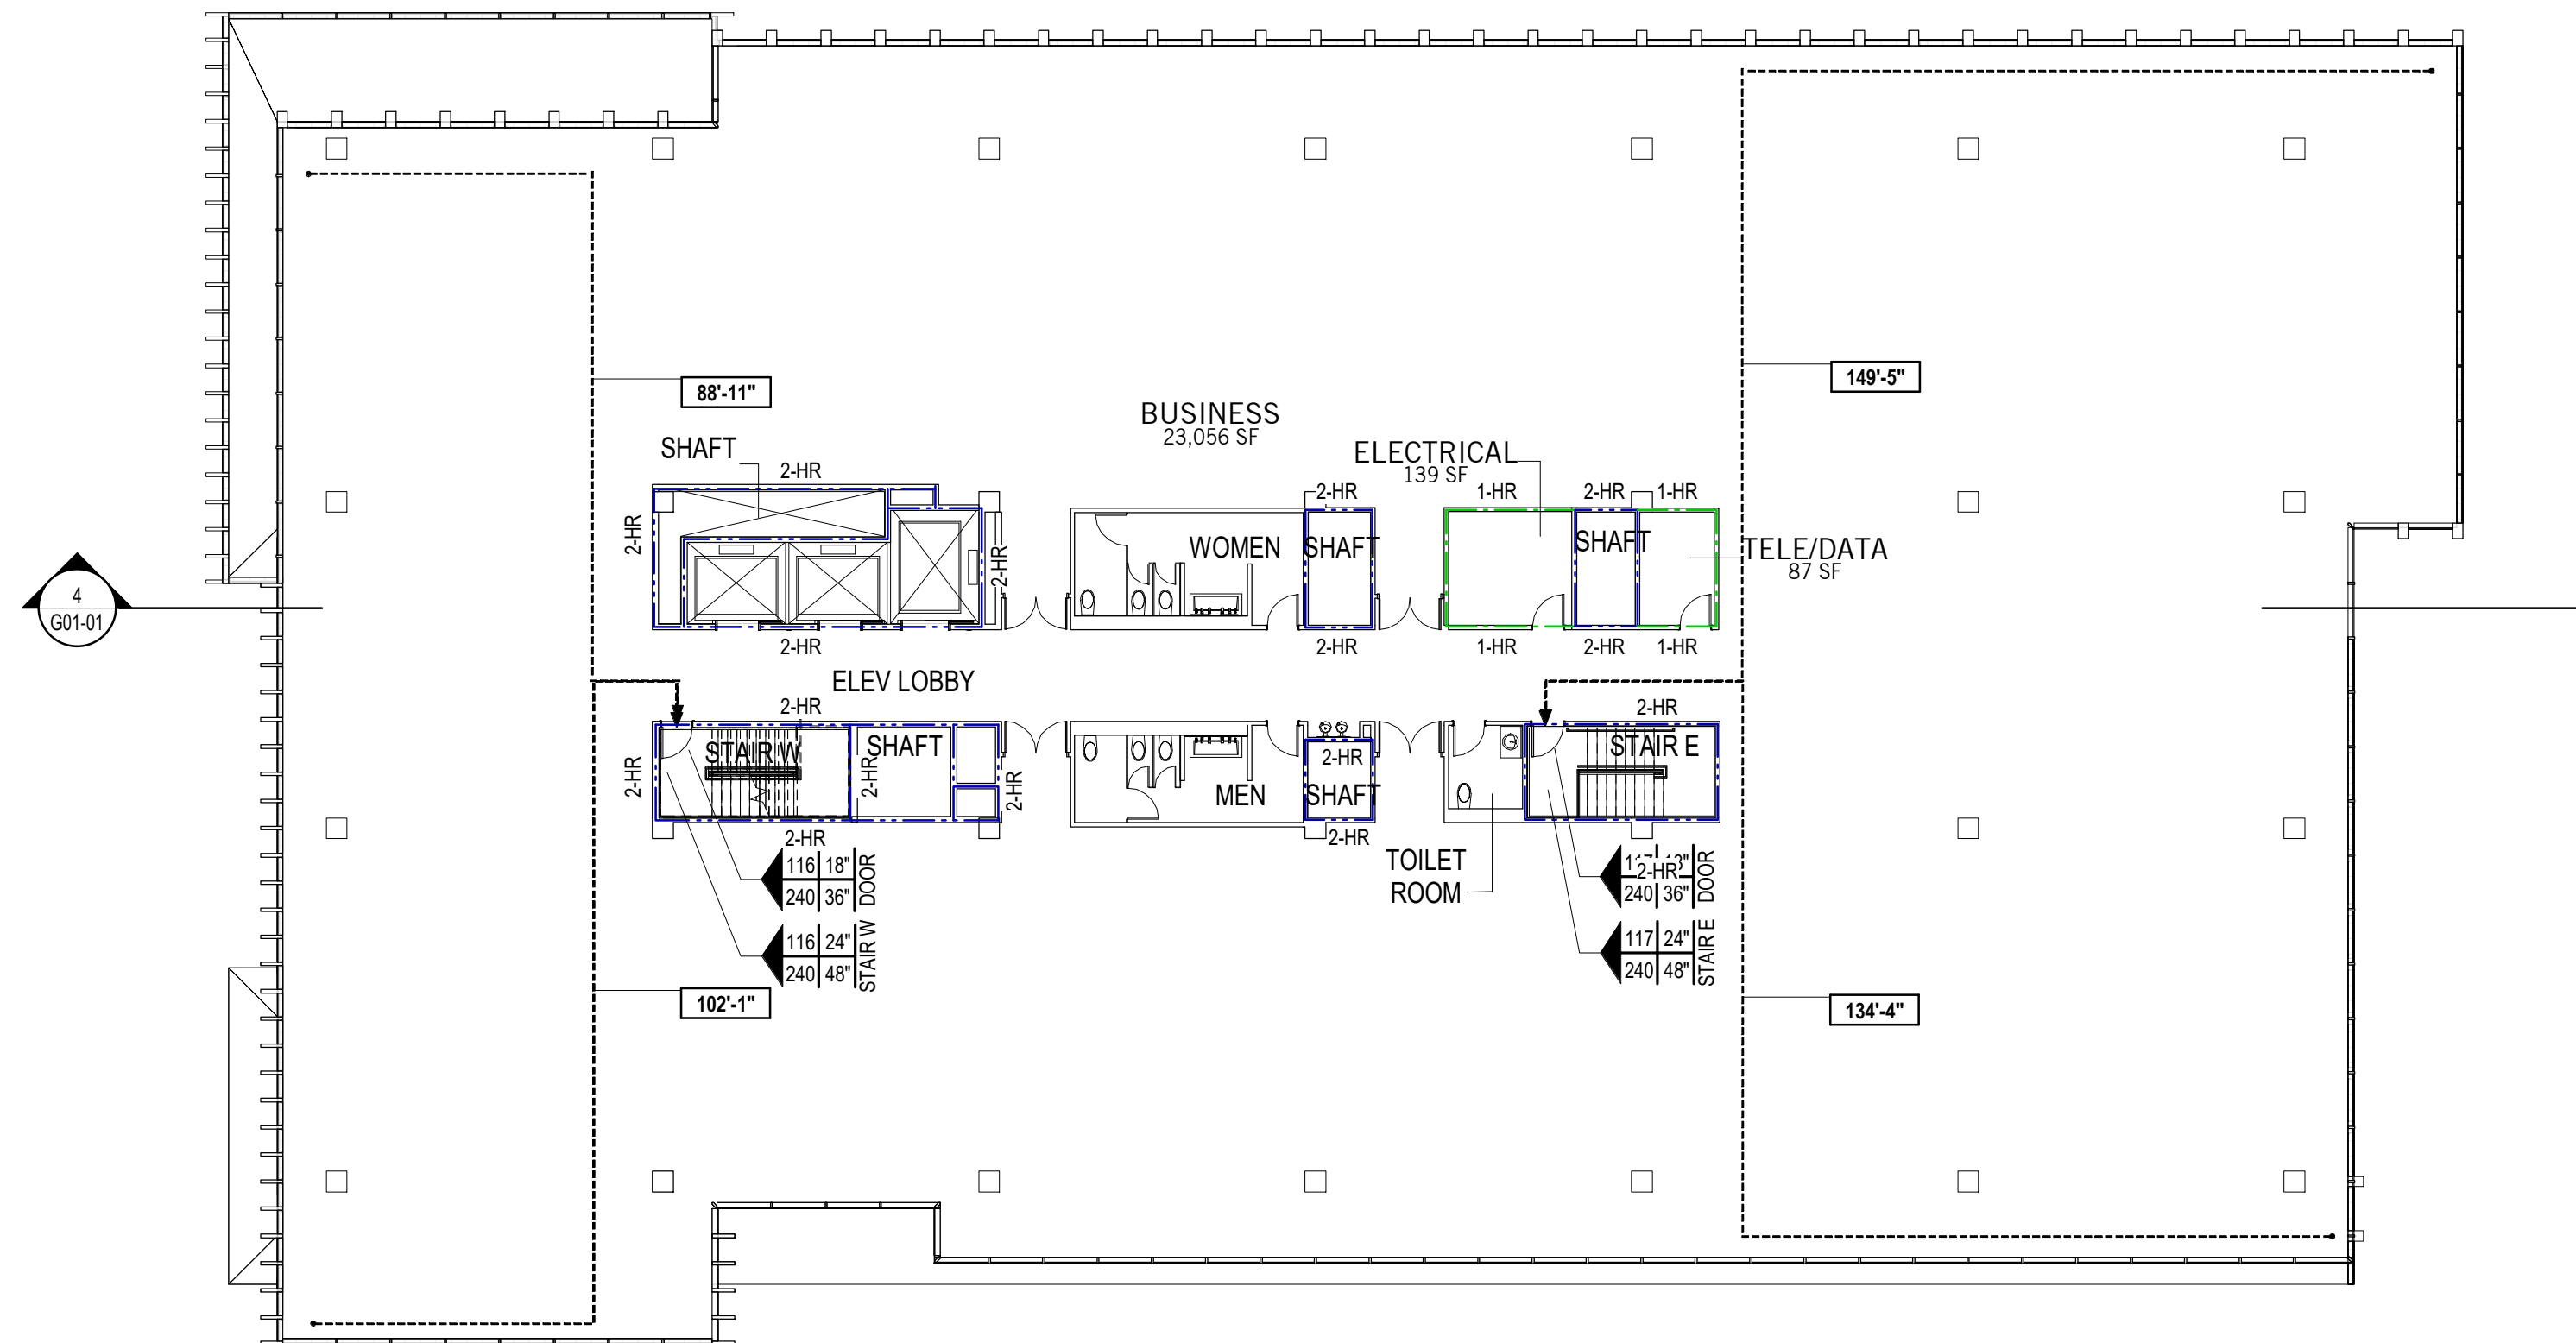 88'-11"
149'-5"
BUSINESS
23,056 SF
SHAFT
2-HR
ELECTRICAL
139 SF
2-HR
1-HR
2-HR
1-HR
2-HR
2-HR
WOMEN
SHAFT
SHAFT
TELE/DATA
87 SF
4
G01-01
2-HR
2-HR
1-HR
2-HR
1-HR
ELEV LOBBY
2-HR
2-HR
STAIR W
SHAFT
STAIR E
2-HR
2-HR
2-HR
2-HR
MEN
SHAFT
2-HR
2-HR
2-HR
TOILET
ROOM
116 18"
240 36"
DOOR
116 24"
240 48"
STAIR W
2-HR
240 36"
DOOR
117 24"
240 48"
STAIR E
102'-1"
134'-4"